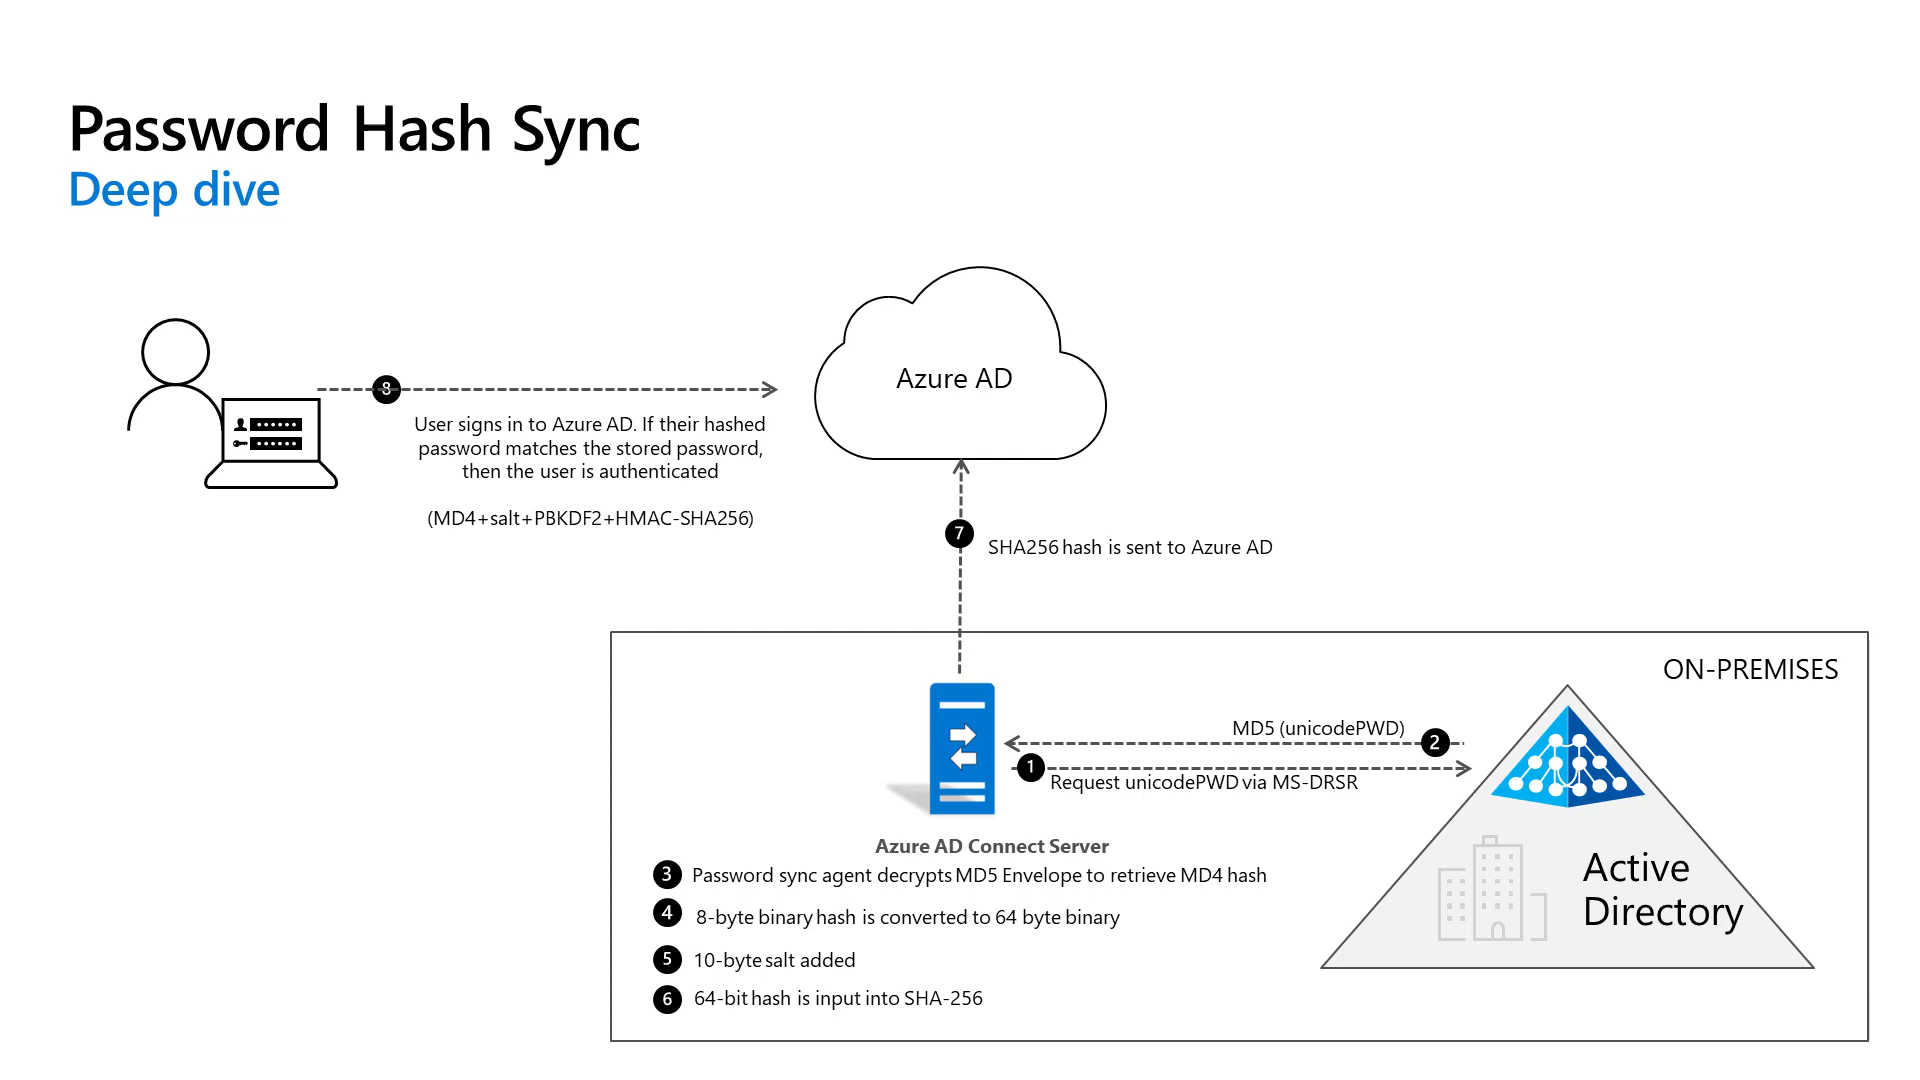 Password Hash Sync
Deep dive
8
User signs in to Azure AD. If their hashed
password matches the stored password,
then the user is authenticated
(MD4+salt+PBKDF2+HMAC-SHA256)
Azure AD
7
SHA256 hash is sent to Azure AD
ON-PREMISES
MD5 (unicodePWD)
2
1
Request unicodePWD via MS-DRSR
Azure AD Connect Server
3 Password sync agent decrypts MD5 Envelope to retrieve MD4 hash
4 8-byte binary hash is converted to 64 byte binary
5 10-byte salt added
6 64-bit hash is input into SHA-256
Active
Directory